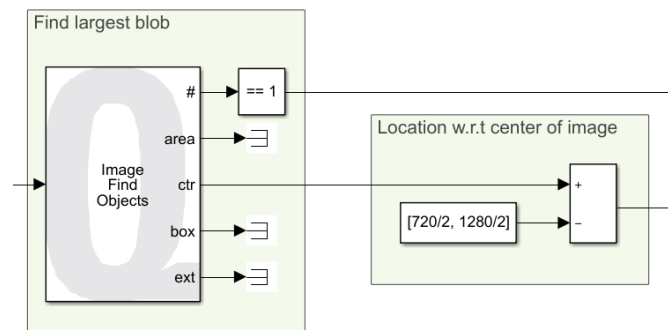 Find largest blob
#
== 1
area
Image
Find
Objects
ctr
box
ext
Location w.r.t center of image
+
[720/2, 1280/2]
−